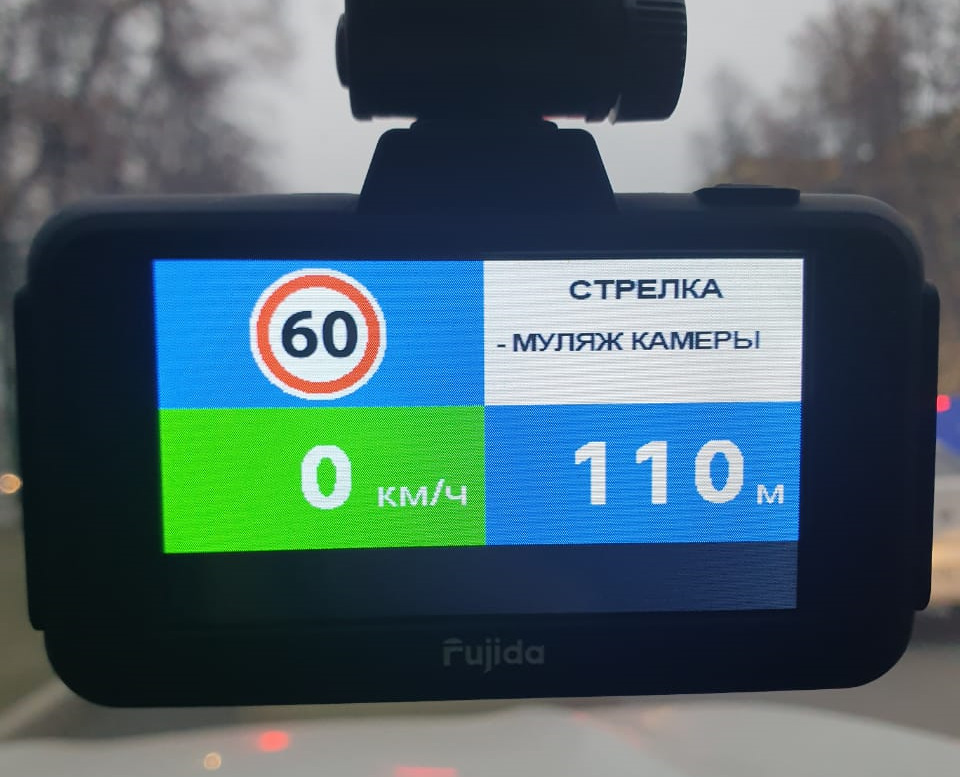 60
СТРЕЛКА
- МУЛЯЖ КАМЕРЫ
0 км/ч
110 м
Fujida